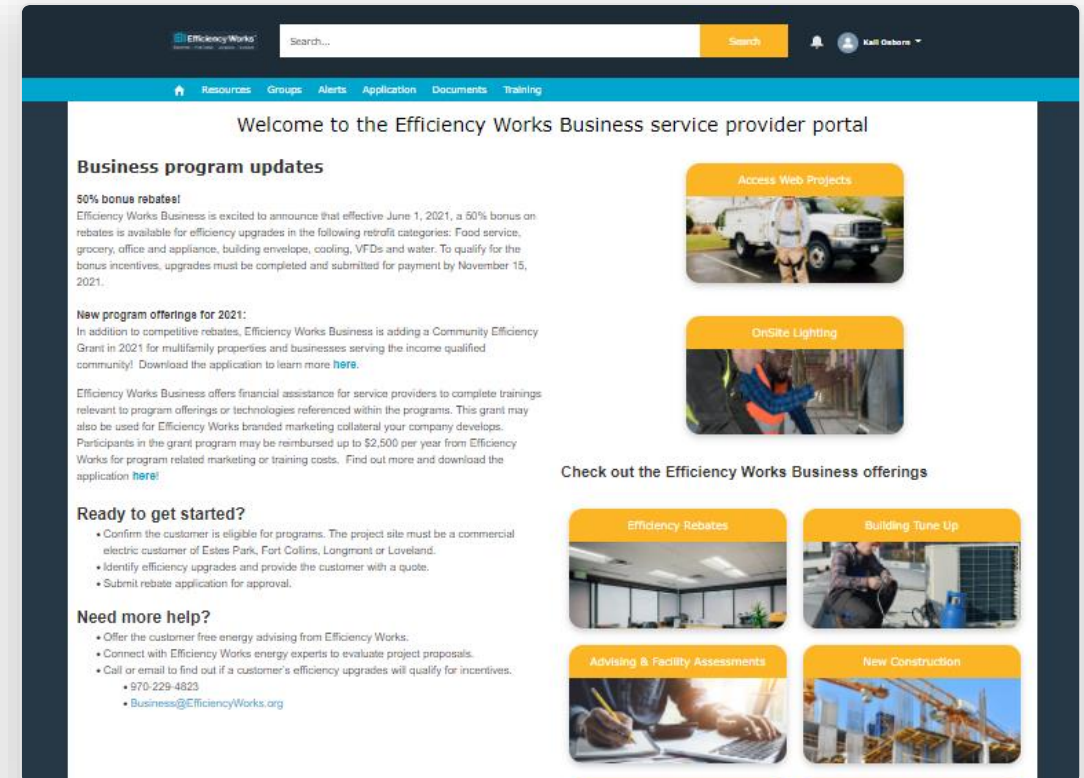 Efficiency Works
Search...
Search
Kali Osborn
Resources Groups Alerts Application Documents Training
Welcome to the Efficiency Works Business service provider portal
Business program updates
50% bonus rebates!
Efficiency Works Business is excited to announce that effective June 1, 2021, a 50% bonus on
rebates is available for efficiency upgrades in the following retrofit categories: Food service,
grocery, office and appliance, building envelope, cooling, VFDs and water. To qualify for the
bonus incentives, upgrades must be completed and submitted for payment by November 15,
2021.
New program offerings for 2021:
In addition to competitive rebates, Efficiency Works Business is adding a Community Efficiency
Grant in 2021 for multifamily properties and businesses serving the income qualified
community! Download the application to learn more here.
Efficiency Works Business offers financial assistance for service providers to complete trainings
relevant to program offerings or technologies referenced within the programs. This grant may
also be used for Efficiency Works branded marketing collateral your company develops.
Participants in the grant program may be reimbursed up to $2,500 per year from Efficiency
Works for program related marketing or training costs. Find out more and download the
application here!
Ready to get started?
• Confirm the customer is eligible for programs. The project site must be a commercial
electric customer of Estes Park, Fort Collins, Longmont or Loveland.
• Identify efficiency upgrades and provide the customer with a quote.
• Submit rebate application for approval.
Need more help?
• Offer the customer free energy advising from Efficiency Works.
• Connect with Efficiency Works energy experts to evaluate project proposals.
• Call or email to find out if a customer's efficiency upgrades will qualify for incentives.
• 970-229-4823
• Business@EfficiencyWorks.org
Access Web Projects
OnSite Lighting
Check out the Efficiency Works Business offerings
Efficiency Rebates
Building Tune Up
Advising & Facility Assessments
New Construction